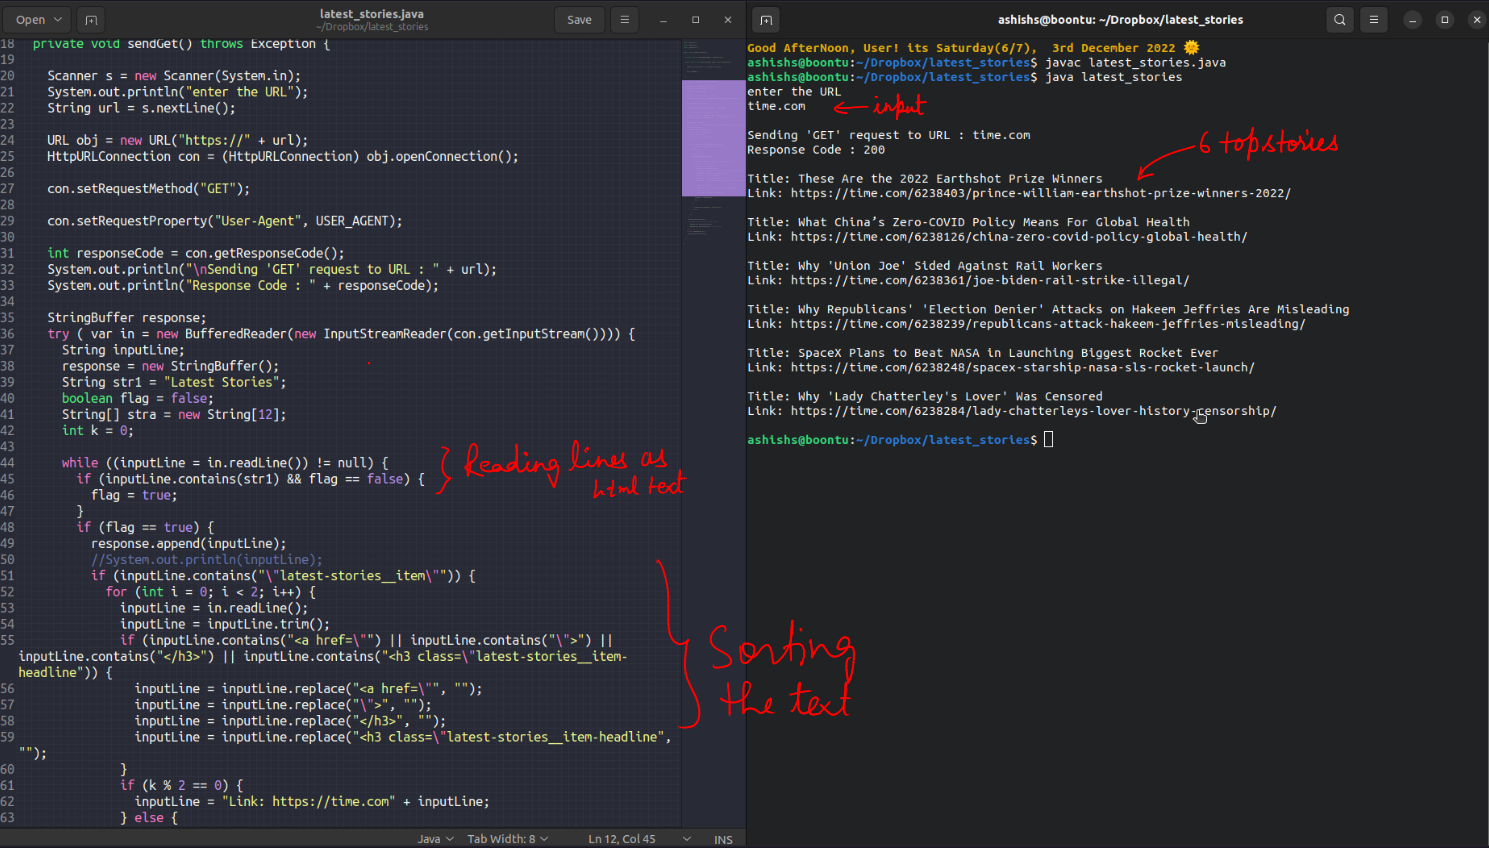 Open
latest_stories.java
~/Dropbox/latest_stories
Save
18 private void sendGet() throws Exception {
19
20 Scanner s = new Scanner(System.in);
21 System.out.println("enter the URL");
22 String url = s.nextLine();
23
24 URL obj = new URL("https://" + url);
25 HttpURLConnection con = (HttpURLConnection) obj.openConnection();
26
27 con.setRequestMethod("GET");
28
29 con.setRequestProperty("User-Agent", USER_AGENT);
30
31 int responseCode = con.getResponseCode();
32 System.out.println("\nSending 'GET' request to URL : " + url);
33 System.out.println("Response Code : " + responseCode);
34
35 StringBuffer response;
36 try ( var in = new BufferedReader(new InputStreamReader(con.getInputStream()))) {
37 String inputLine;
38 response = new StringBuffer();
39 String str1 = "Latest Stories";
40 boolean flag = false;
41 String[] stra = new String[12];
42 int k = 0;
43
44 while ((inputLine = in.readLine()) != null) {
45 if (inputLine.contains(str1) && flag == false) {
46 flag = true;
47 }
48 if (flag == true) {
49 response.append(inputLine);
50 //System.out.println(inputLine);
51 if (inputLine.contains("\"latest-stories__item\"")) {
52 for (int i = 0; i < 2; i++) {
53 inputLine = in.readLine();
54 inputLine = inputLine.trim();
55 if (inputLine.contains("<a href=\"") || inputLine.contains("\">") ||
inputLine.contains("</h3>") || inputLine.contains("<h3 class=\"latest-stories__item-
headline")) {
56 inputLine = inputLine.replace("<a href=\"", "");
57 inputLine = inputLine.replace("\">", "");
58 inputLine = inputLine.replace("</h3>", "");
59 inputLine = inputLine.replace("<h3 class=\"latest-stories__item-headline",
"");
60 }
61 if (k % 2 == 0) {
62 inputLine = "Link: https://time.com" + inputLine;
63 } else {
Reading lines as
html text
Sorting
the text
Java Tab Width: 8 Ln 12, Col 45 INS
ashishs@boontu: ~/Dropbox/latest_stories
Good AfterNoon, User! its Saturday(6/7), 3rd December 2022 🌞
ashishs@boontu:~/Dropbox/latest_stories$ javac latest_stories.java
ashishs@boontu:~/Dropbox/latest_stories$ java latest_stories
enter the URL
time.com
input
Sending 'GET' request to URL : time.com
Response Code : 200
6 top stories
Title: These Are the 2022 Earthshot Prize Winners
Link: https://time.com/6238403/prince-william-earthshot-prize-winners-2022/
Title: What China’s Zero-COVID Policy Means For Global Health
Link: https://time.com/6238126/china-zero-covid-policy-global-health/
Title: Why 'Union Joe' Sided Against Rail Workers
Link: https://time.com/6238361/joe-biden-rail-strike-illegal/
Title: Why Republicans' 'Election Denier' Attacks on Hakeem Jeffries Are Misleading
Link: https://time.com/6238239/republicans-attack-hakeem-jeffries-misleading/
Title: SpaceX Plans to Beat NASA in Launching Biggest Rocket Ever
Link: https://time.com/6238248/spacex-starship-nasa-sls-rocket-launch/
Title: Why 'Lady Chatterley's Lover' Was Censored
Link: https://time.com/6238284/lady-chatterleys-lover-history-censorship/
ashishs@boontu:~/Dropbox/latest_stories$